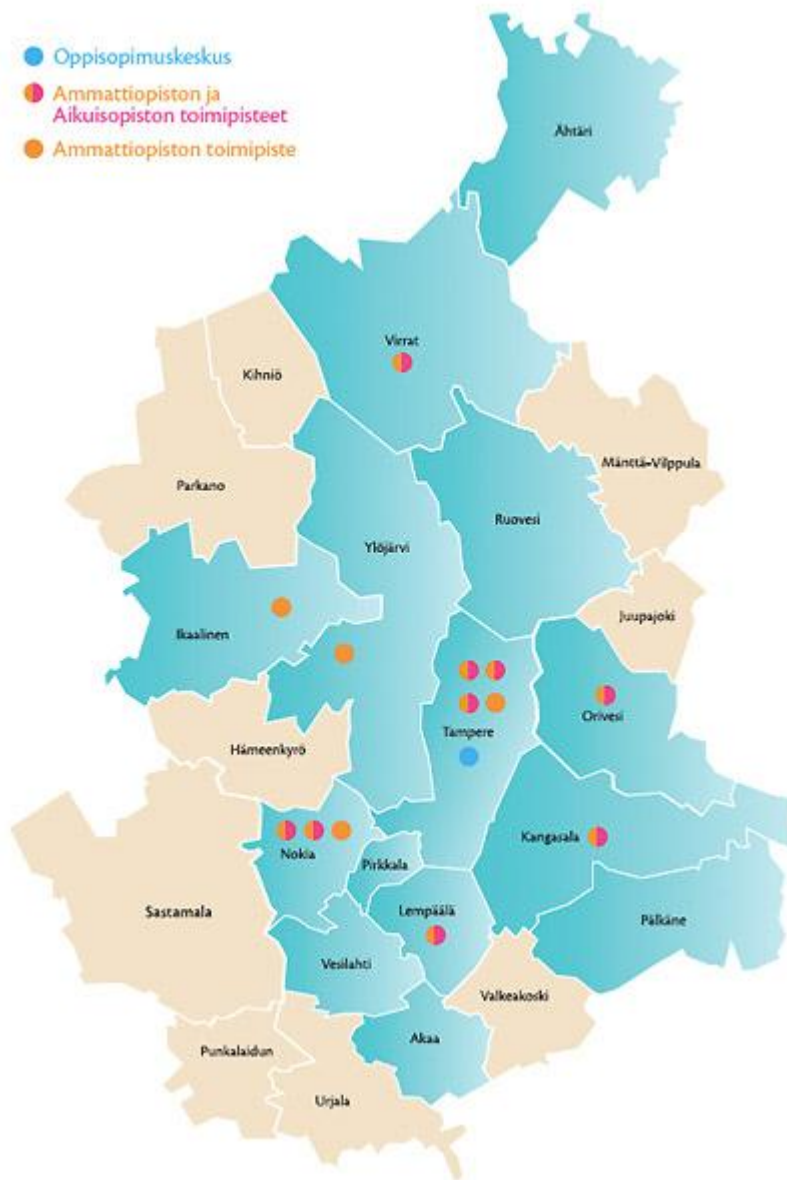 Oppisopimuskeskus
Ammattiopiston ja
Aikuisopiston toimipisteet
Ammattiopiston toimipiste
Ähtäri
Virrat
Kihniö
Mänttä-Vilppula
Parkano
Ruovesi
Ylöjärvi
Juupajoki
Ikaalinen
Orivesi
Tampere
Hämeenkyrö
Kangasala
Nokia
Pirkkala
Sastamala
Lempäälä
Pälkäne
Vesilahti
Valkeakoski
Akaa
Punkalaidun
Urjala